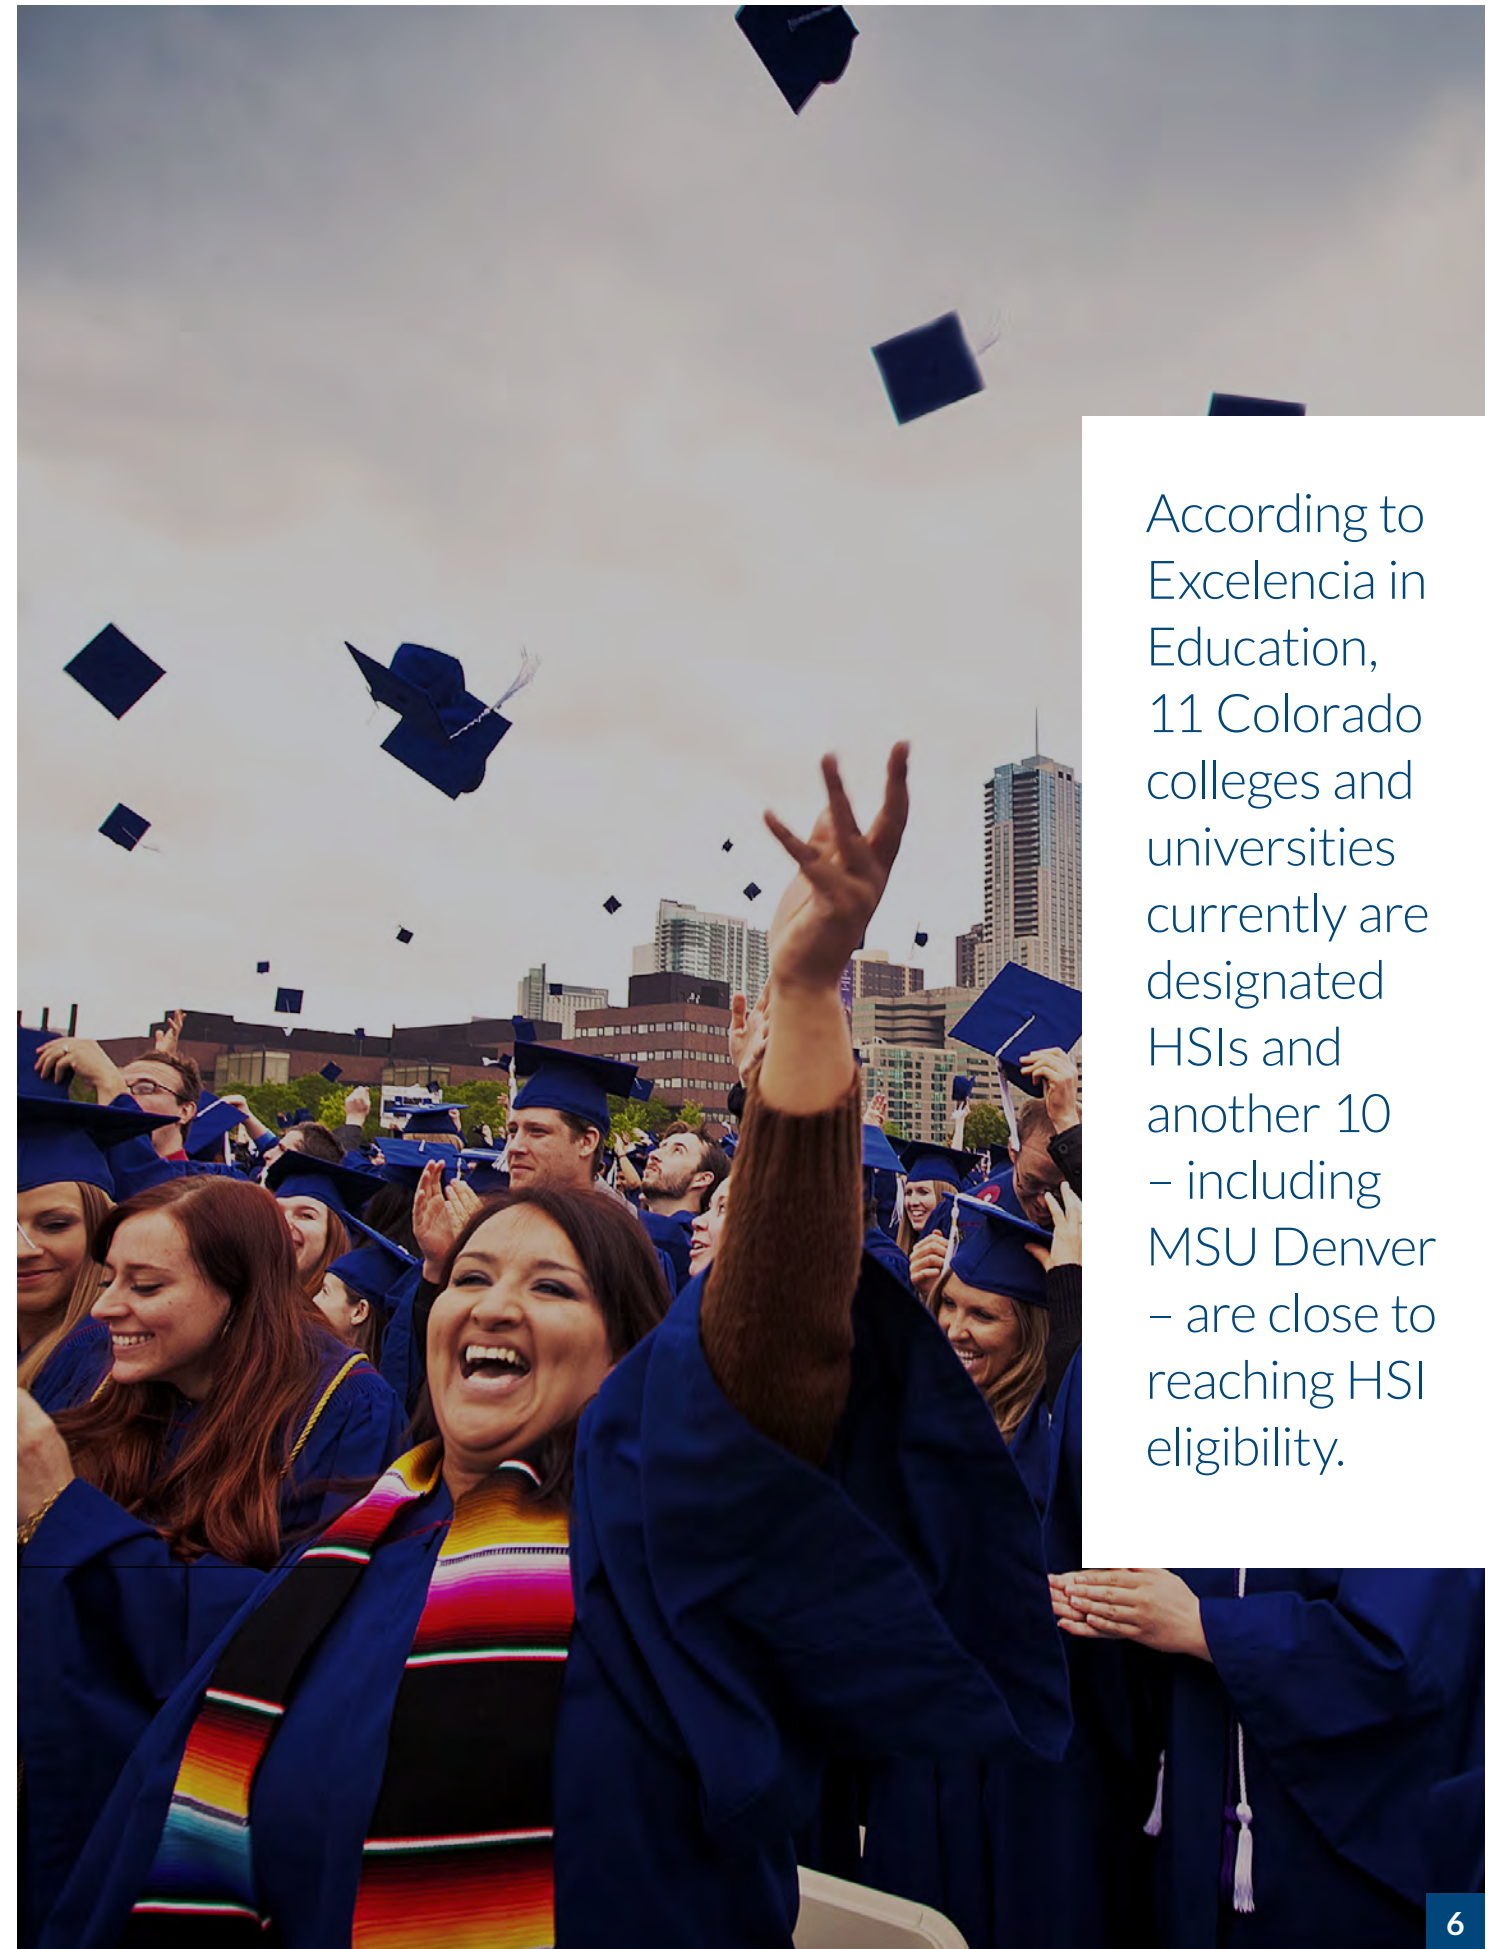 According to
Excelencia in
Education,
11 Colorado
colleges and
universities
currently are
designated
HSIs and
another 10
– including
MSU Denver
– are close to
reaching HSI
eligibility.
6